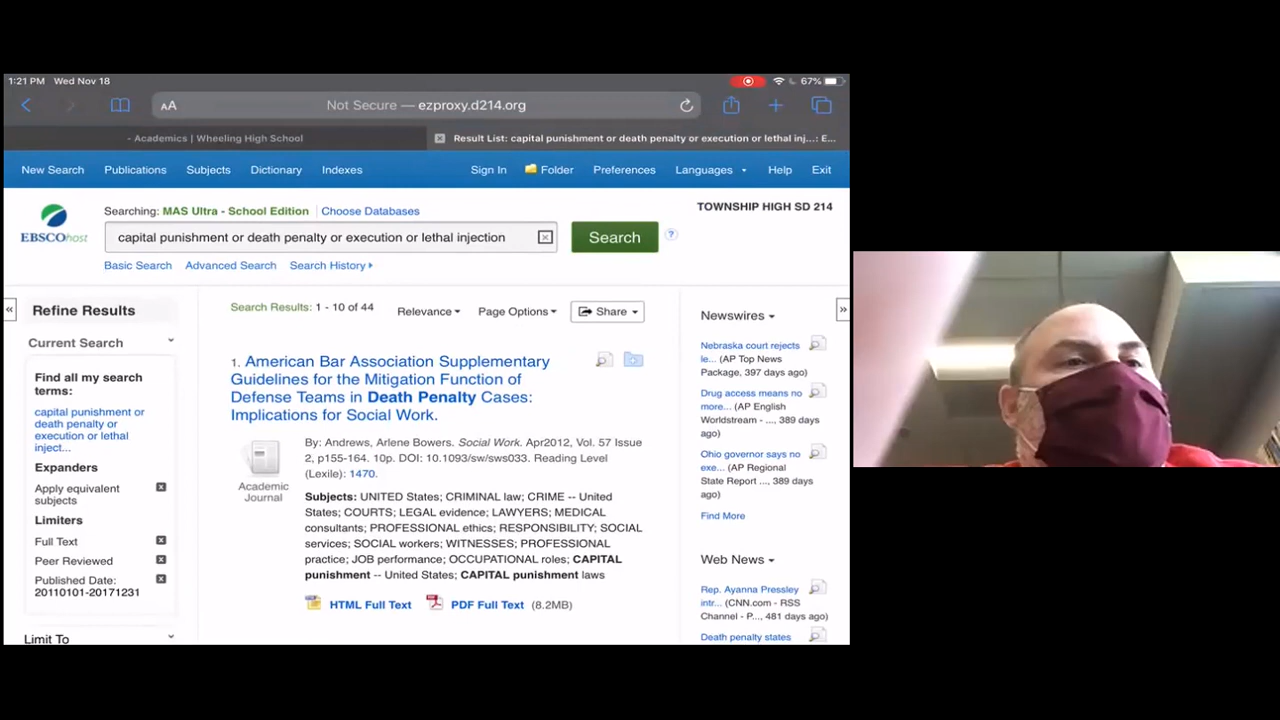 1:21 PM Wed Nov 18
67%
AA
Not Secure — ezproxy.d214.org
- Academics | Wheeling High School
Result List: capital punishment or death penalty or execution or lethal inj...: E...
New Search Publications Subjects Dictionary Indexes Sign In Folder Preferences Languages Help Exit
Searching: MAS Ultra - School Edition | Choose Databases
TOWNSHIP HIGH SD 214
EBSCOhost
capital punishment or death penalty or execution or lethal injection
Search
?
Basic Search Advanced Search Search History
« Refine Results
Current Search
Find all my search
terms:
capital punishment or
death penalty or
execution or lethal
inject...
Expanders
Apply equivalent
subjects
Limiters
Full Text
Peer Reviewed
Published Date:
20110101-20171231
Limit To
Search Results: 1 - 10 of 44
Relevance Page Options Share
1. American Bar Association Supplementary
Guidelines for the Mitigation Function of
Defense Teams in Death Penalty Cases:
Implications for Social Work.
Academic
Journal
By: Andrews, Arlene Bowers. Social Work. Apr2012, Vol. 57 Issue
2, p155-164. 10p. DOI: 10.1093/sw/sws033. Reading Level
(Lexile): 1470.
Subjects: UNITED States; CRIMINAL law; CRIME -- United
States; COURTS; LEGAL evidence; LAWYERS; MEDICAL
consultants; PROFESSIONAL ethics; RESPONSIBILITY; SOCIAL
services; SOCIAL workers; WITNESSES; PROFESSIONAL
practice; JOB performance; OCCUPATIONAL roles; CAPITAL
punishment -- United States; CAPITAL punishment laws
HTML Full Text PDF Full Text (8.2MB)
»
Newswires
Nebraska court rejects
le... (AP Top News
Package, 397 days ago)
Drug access means no
more... (AP English
Worldstream - ..., 389 days
ago)
Ohio governor says no
exe... (AP Regional
State Report ..., 389 days
ago)
Find More
Web News
Rep. Ayanna Pressley
intr... (CNN.com - RSS
Channel - P..., 481 days ago)
Death penalty states